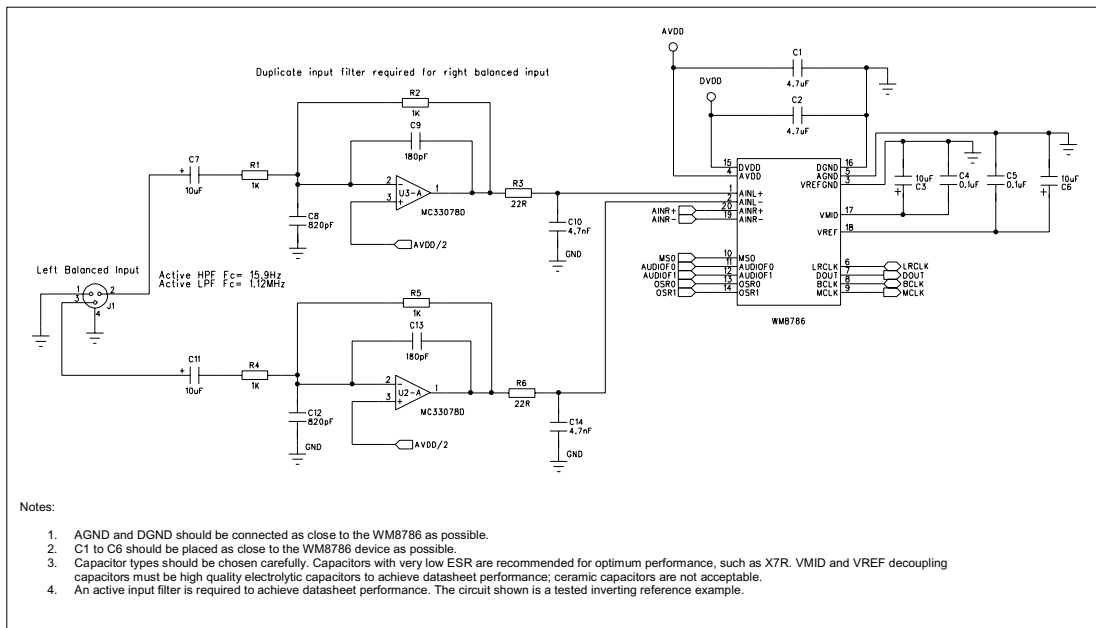 AVDD
C1
4.7uF
Duplicate input filter required for right balanced input
DVDD
C2
4.7uF
R2
1K
C9
180pF
C7
+
10uF
R1
1K
2 −
3 +
U3-A
1
MC33078D
R3
22R
C8
820pF
AVDD/2
C10
4.7nF
GND
15 DVDD
4 AVDD
DGND 16
AGND 5
VREFGND 3
1 AINL+
2 AINL-
AINR+ 20 AINR+
AINR- 19 AINR-
VMID 17
VREF 18
10uF
C3
+
C4
0.1uF
C5
0.1uF
10uF
C6
+
MS0 10 MS0
AUDIOF0 11 AUDIOF0
AUDIOF1 12 AUDIOF1
OSR0 13 OSR0
OSR1 14 OSR1
LRCLK 6 LRCLK
DOUT 7 DOUT
BCLK 8 BCLK
MCLK 9 MCLK
WM8786
Left Balanced Input
Active HPF Fc= 15.9Hz
Active LPF Fc= 1.12MHz
1
2
3
4
J1
R5
1K
C13
180pF
C11
+
10uF
R4
1K
2 −
3 +
U2-A
1
MC33078D
R6
22R
C12
820pF
GND
AVDD/2
C14
4.7nF
GND
Notes:
1. AGND and DGND should be connected as close to the WM8786 as possible.
2. C1 to C6 should be placed as close to the WM8786 device as possible.
3. Capacitor types should be chosen carefully. Capacitors with very low ESR are recommended for optimum performance, such as X7R. VMID and VREF decoupling
capacitors must be high quality electrolytic capacitors to achieve datasheet performance; ceramic capacitors are not acceptable.
4. An active input filter is required to achieve datasheet performance. The circuit shown is a tested inverting reference example.